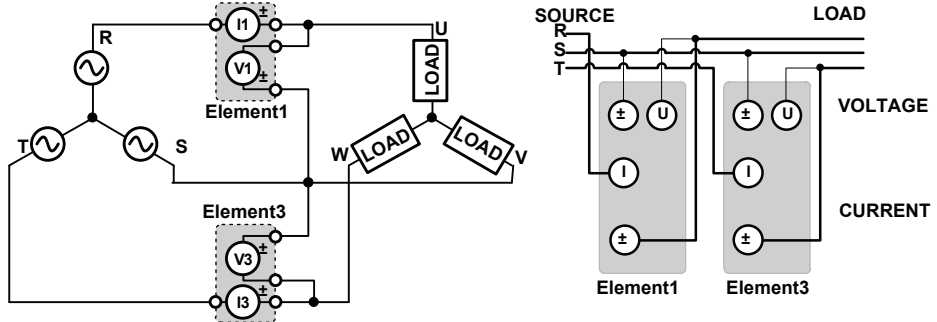 I1
±
V1
±
Element1
R
T
S
U
LOAD
W
LOAD
LOAD
V
Element3
V3
±
I3
±
SOURCE
LOAD
R
S
T
±
U
±
U
VOLTAGE
I
I
CURRENT
±
±
Element1
Element3